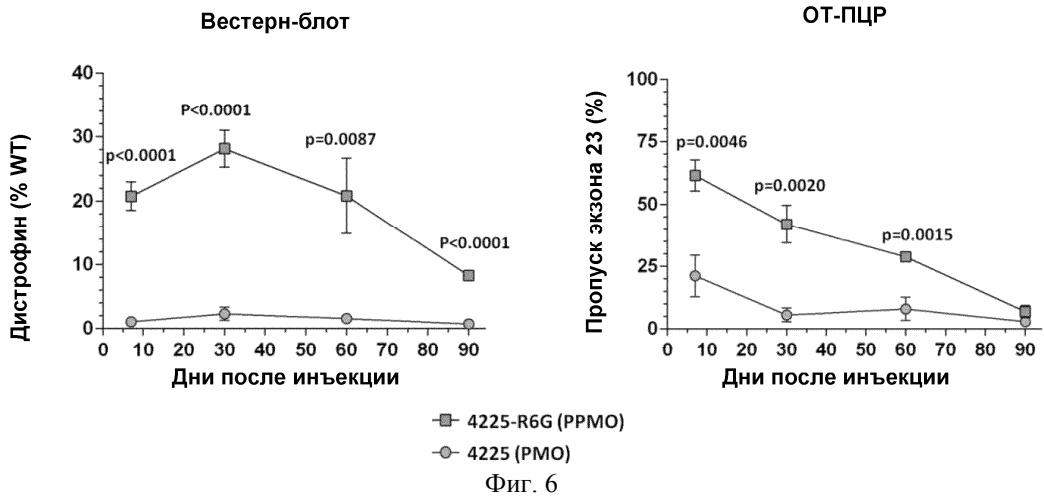 Вестерн-блот
Дистрофин (% WT)
40
30
20
10
0
p<0.0001
P<0.0001
p=0.0087
P<0.0001
0 10 20 30 40 50 60 70 80 90
Дни после инъекции
ОТ-ПЦР
Пропуск экзона 23 (%)
100
75
50
25
0
p=0.0046
p=0.0020
p=0.0015
0 10 20 30 40 50 60 70 80 90
Дни после инъекции
4225-R6G (PPMO)
4225 (PMO)
Фиг. 6